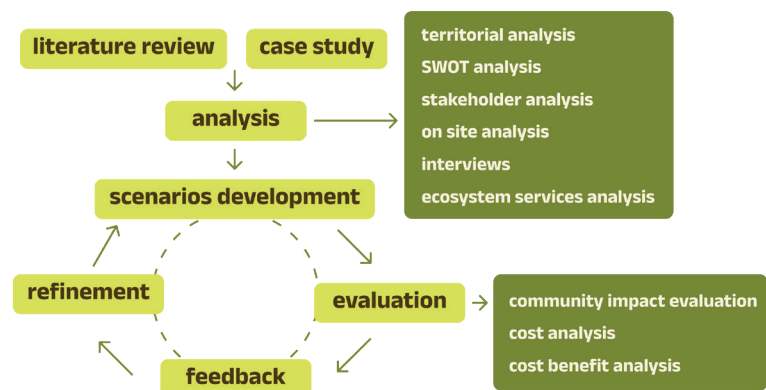 literature review
case study
analysis
territorial analysis
SWOT analysis
stakeholder analysis
on site analysis
interviews
ecosystem services analysis
scenarios development
refinement
evaluation
community impact evaluation
cost analysis
cost benefit analysis
feedback